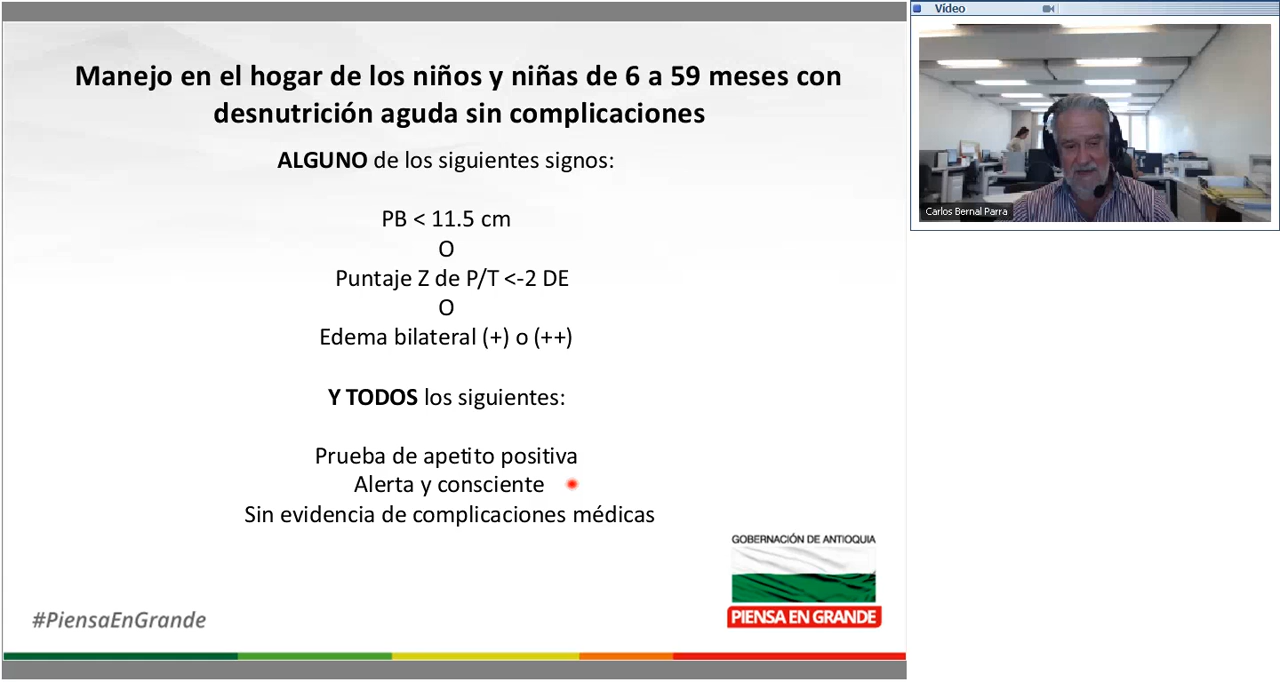 Manejo en el hogar de los niños y niñas de 6 a 59 meses con
desnutrición aguda sin complicaciones
ALGUNO de los siguientes signos:
PB < 11.5 cm
O
Puntaje Z de P/T <-2 DE
O
Edema bilateral (+) o (++)
Y TODOS los siguientes:
Prueba de apetito positiva
Alerta y consciente
Sin evidencia de complicaciones médicas
GOBERNACIÓN DE ANTIOQUIA
PIENSA EN GRANDE
#PiensaEnGrande
Vídeo
Carlos Bernal Parra